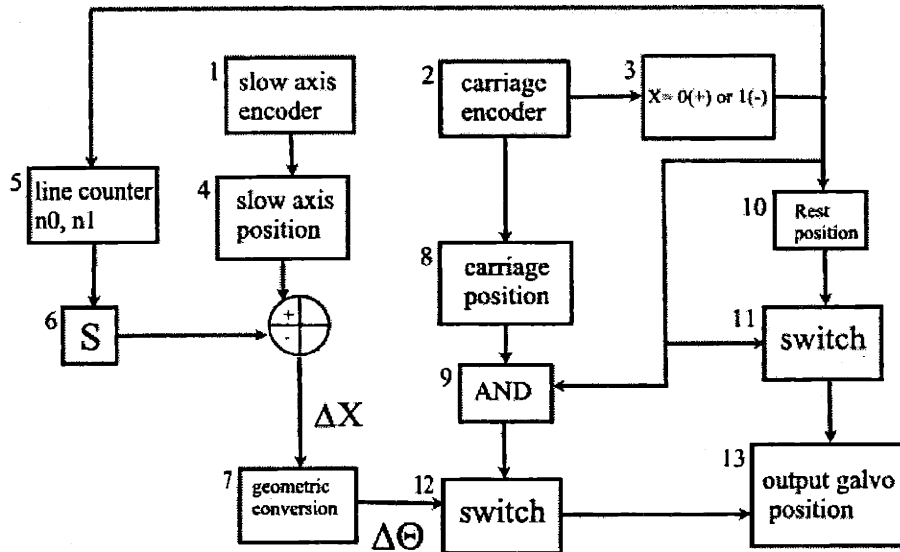 1
slow axis
encoder
2
carriage
encoder
3
X= 0(+) or 1(-)
5
line counter
n0, n1
4
slow axis
position
8
carriage
position
10
Rest
position
6
S
+
-
11
switch
9
AND
ΔX
7
geometric
conversion
ΔΘ
12
switch
13
output galvo
position